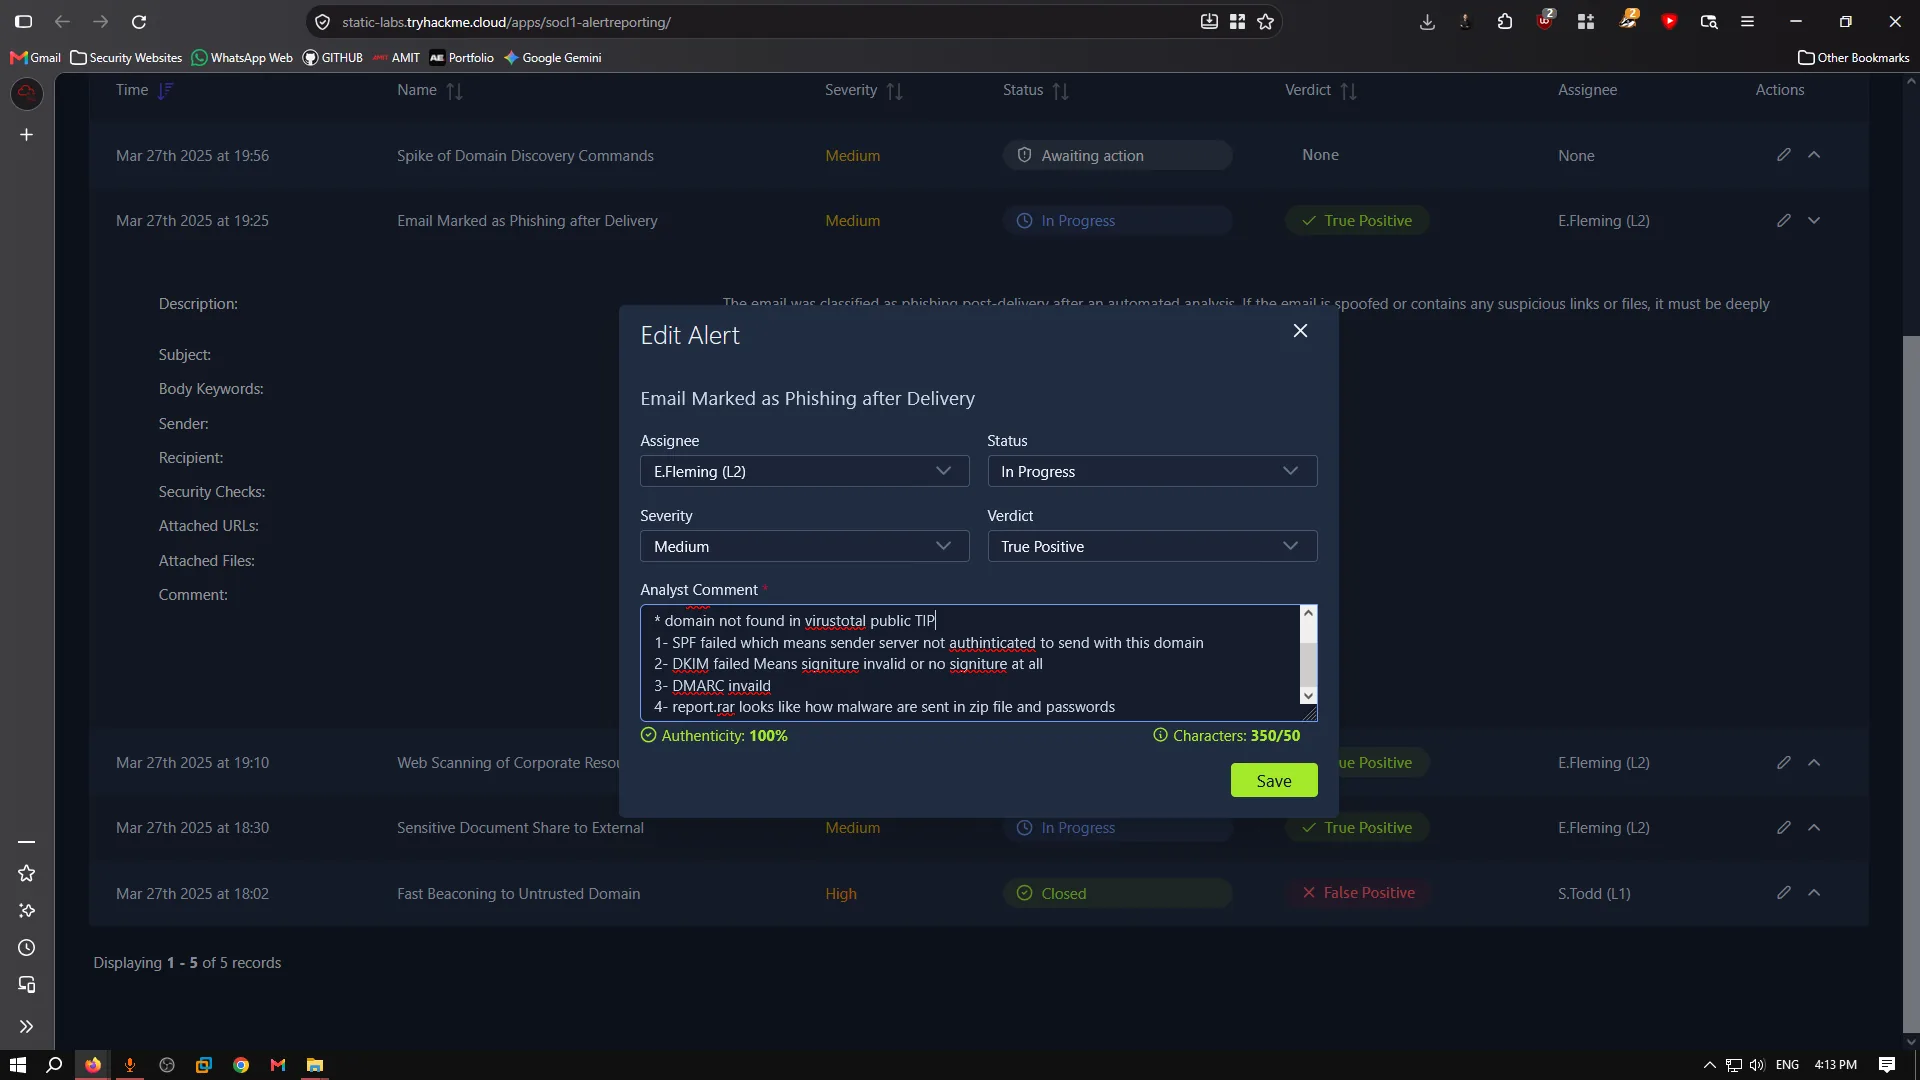 static-labs.tryhackme.cloud/apps/socl1-alertreporting/
2
2
Gmail
Security Websites
WhatsApp Web
GITHUB
AMIT
AMIT
AE
Portfolio
Google Gemini
Other Bookmarks
Time
Name
Severity
Status
Verdict
Assignee
Actions
Mar 27th 2025 at 19:56
Spike of Domain Discovery Commands
Medium
Awaiting action
None
None
Mar 27th 2025 at 19:25
Email Marked as Phishing after Delivery
Medium
In Progress
True Positive
E.Fleming (L2)
Description:
The email was classified as phishing post-delivery after an automated analysis. If the email is spoofed or contains any suspicious links or files, it must be deeply
Subject:
Body Keywords:
Sender:
Recipient:
Security Checks:
Attached URLs:
Attached Files:
Comment:
Edit Alert
Email Marked as Phishing after Delivery
Assignee
Status
E.Fleming (L2)
In Progress
Severity
Verdict
Medium
True Positive
Analyst Comment *
* domain not found in virustotal public TIP
1- SPF failed which means sender server not authinticated to send with this domain
2- DKIM failed Means signiture invalid or no signiture at all
3- DMARC invaild
4- report.rar looks like how malware are sent in zip file and passwords
Authenticity: 100%
Characters: 350/50
Save
Mar 27th 2025 at 19:10
Web Scanning of Corporate Resou
ue Positive
E.Fleming (L2)
Mar 27th 2025 at 18:30
Sensitive Document Share to External
Medium
In Progress
True Positive
E.Fleming (L2)
Mar 27th 2025 at 18:02
Fast Beaconing to Untrusted Domain
High
Closed
False Positive
S.Todd (L1)
Displaying 1 - 5 of 5 records
ENG
4:13 PM